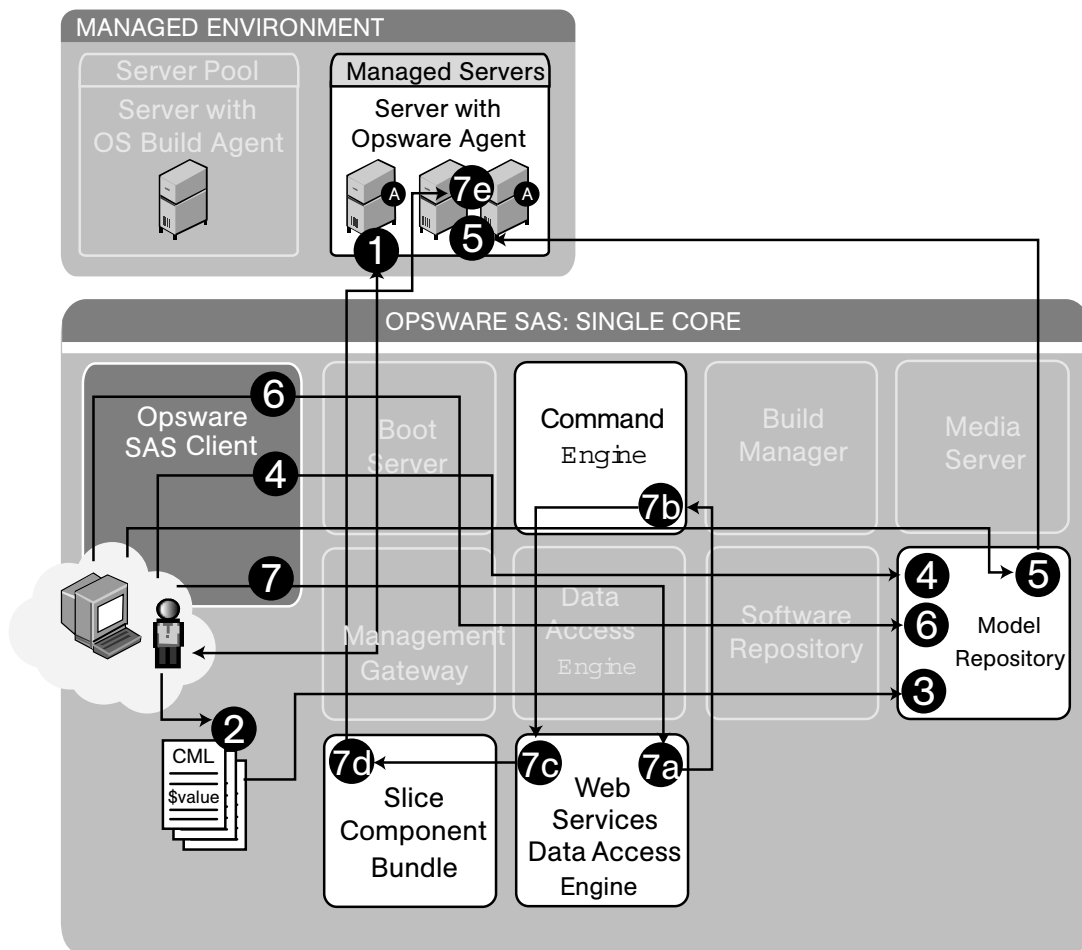 MANAGED ENVIRONMENT
Server Pool
Server with
OS Build Agent
Managed Servers
Server with
Opsware Agent
A
7e
A
1
5
OPSWARE SAS: SINGLE CORE
6
Opsware
SAS Client
4
7
Boot
Server
Command
Engine
7b
Build
Manager
Media
Server
Management
Gateway
Data
Access
Engine
Software
Repository
4
5
6
Model
Repository
3
2
CML
$value
7d
Slice
Component
Bundle
7c
7a
Web
Services
Data Access
Engine